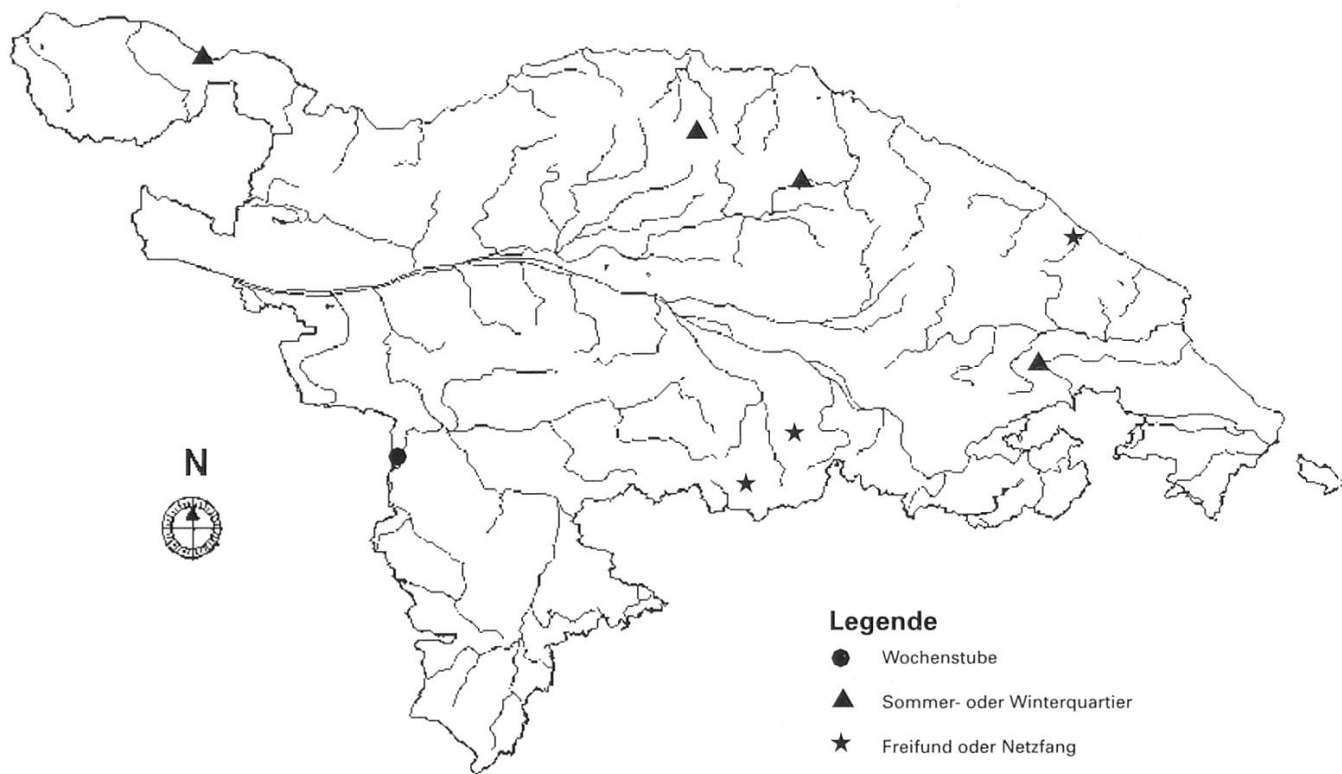 N
Legende
Wochenstube
Sommer- oder Winterquartier
Freifund oder Netzfang